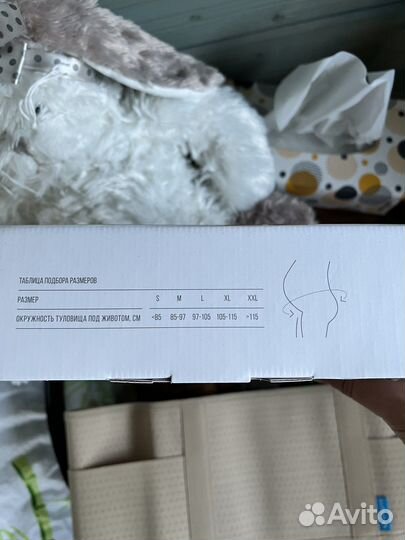 ТАБЛИЦА ПОДБОРА РАЗМЕРОВ
РАЗМЕР S M L XL XXL
ОКРУЖНОСТЬ ТУЛОВИЩА ПОД ЖИВОТОМ, СМ <85 85-97 97-105 105-115 >115
Avito